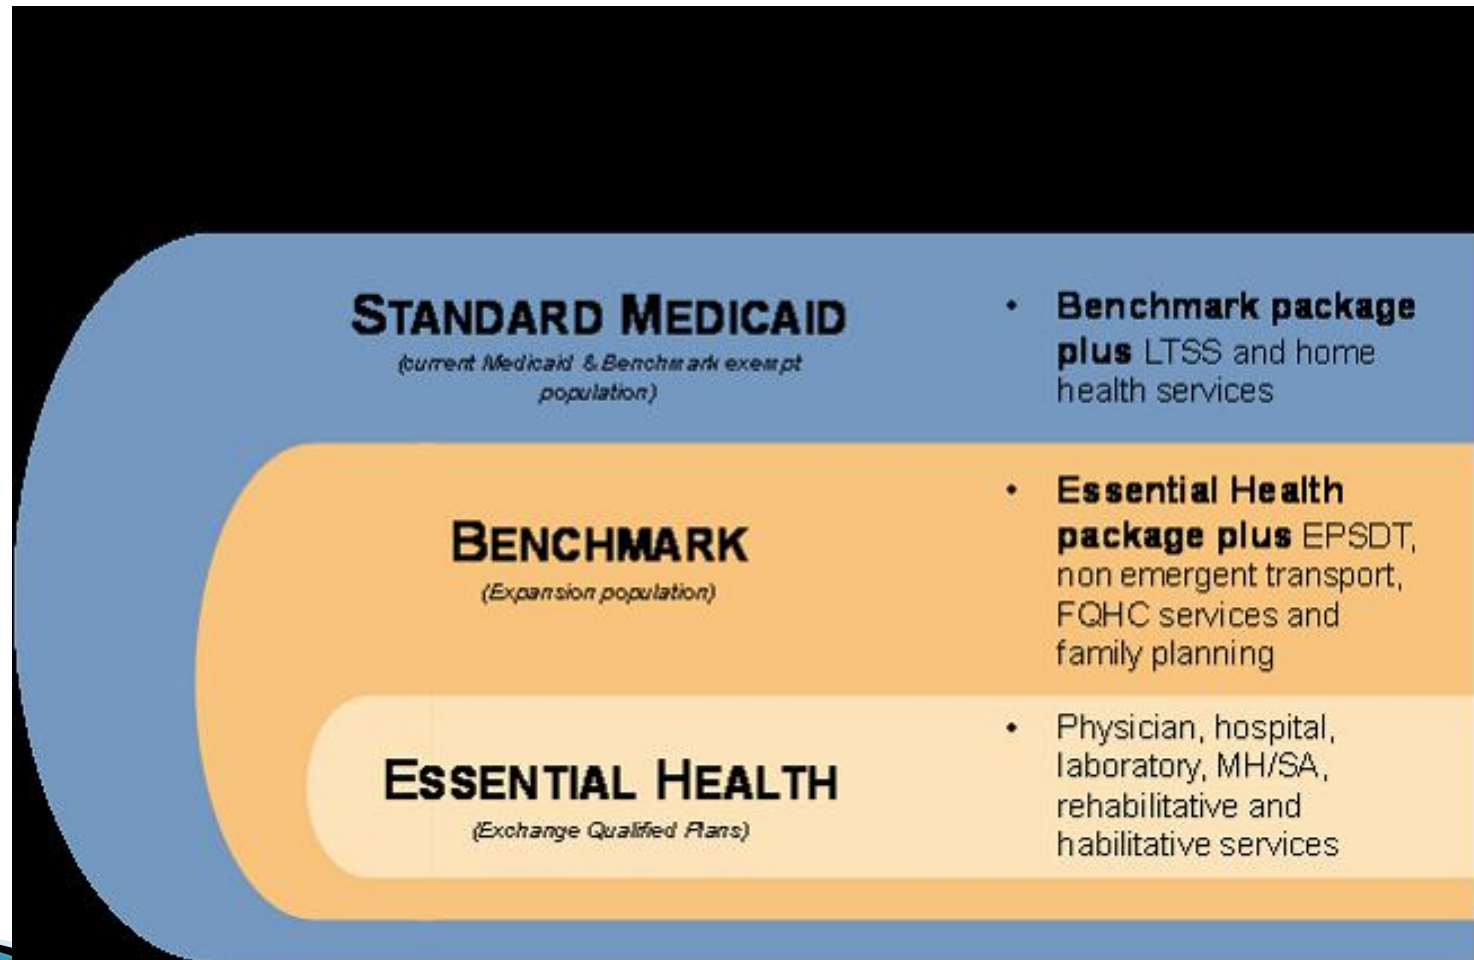 STANDARD MEDICAID
(current Medicaid & Benchmark exempt
population)
• Benchmark package
plus LTSS and home
health services
BENCHMARK
(Expansion population)
• Essential Health
package plus EPSDT,
non emergent transport,
FQHC services and
family planning
ESSENTIAL HEALTH
(Exchange Qualified Plans)
• Physician, hospital,
laboratory, MH/SA,
rehabilitative and
habilitative services